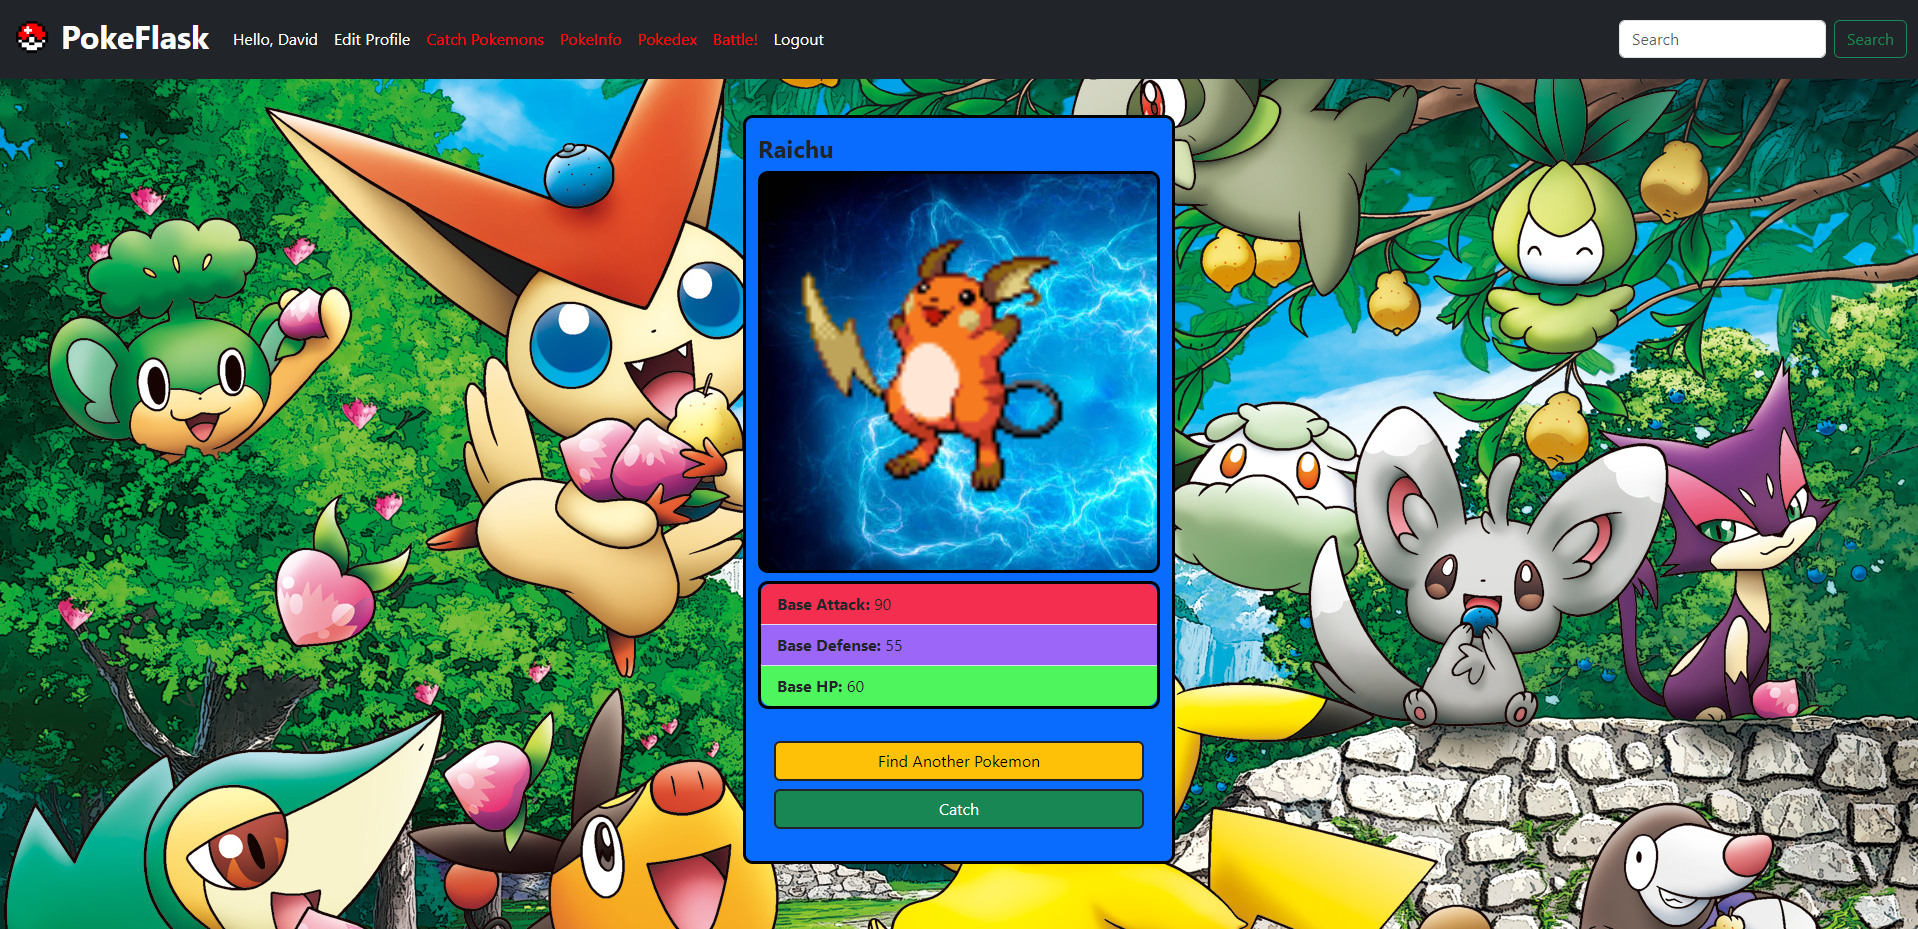 PokeFlask Hello, David Edit Profile Catch Pokemons PokeInfo Pokedex Battle! Logout Search Search
Raichu
Base Attack: 90
Base Defense: 55
Base HP: 60
Find Another Pokemon
Catch